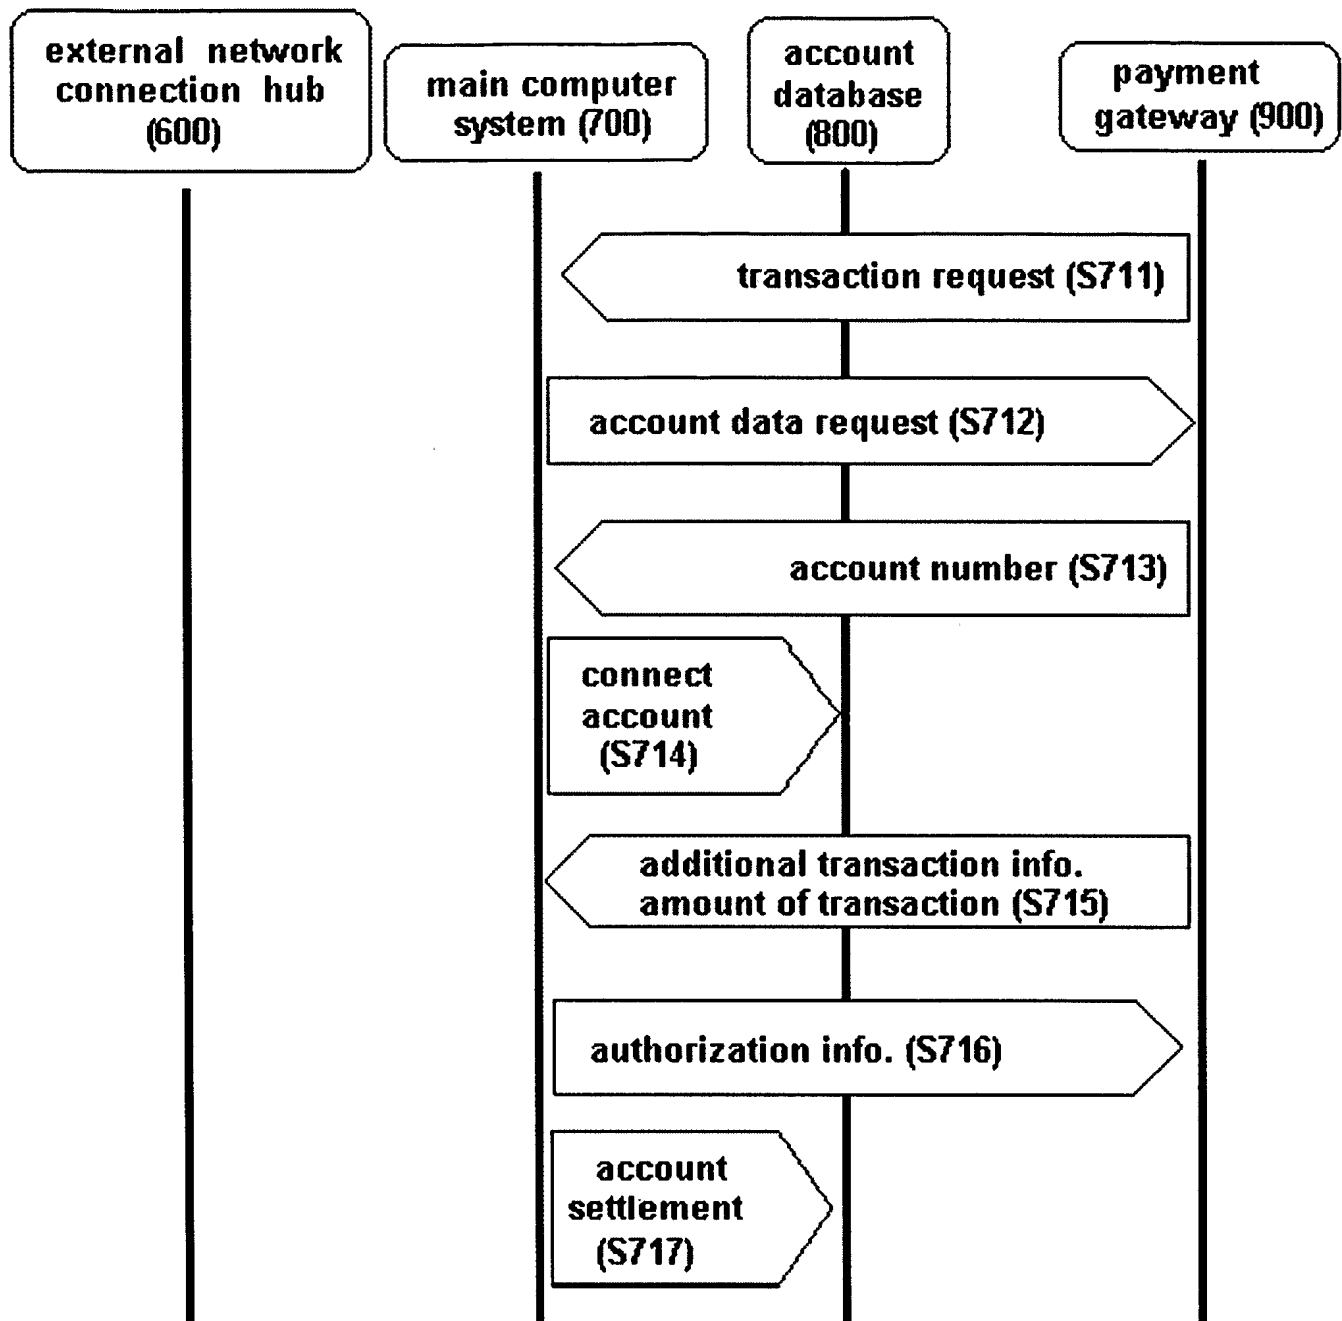 external network
connection hub
(600)
main computer
system (700)
account
database
(800)
payment
gateway (900)
transaction request (S711)
account data request (S712)
account number (S713)
connect
account
(S714)
additional transaction info.
amount of transaction (S715)
authorization info. (S716)
account
settlement
(S717)